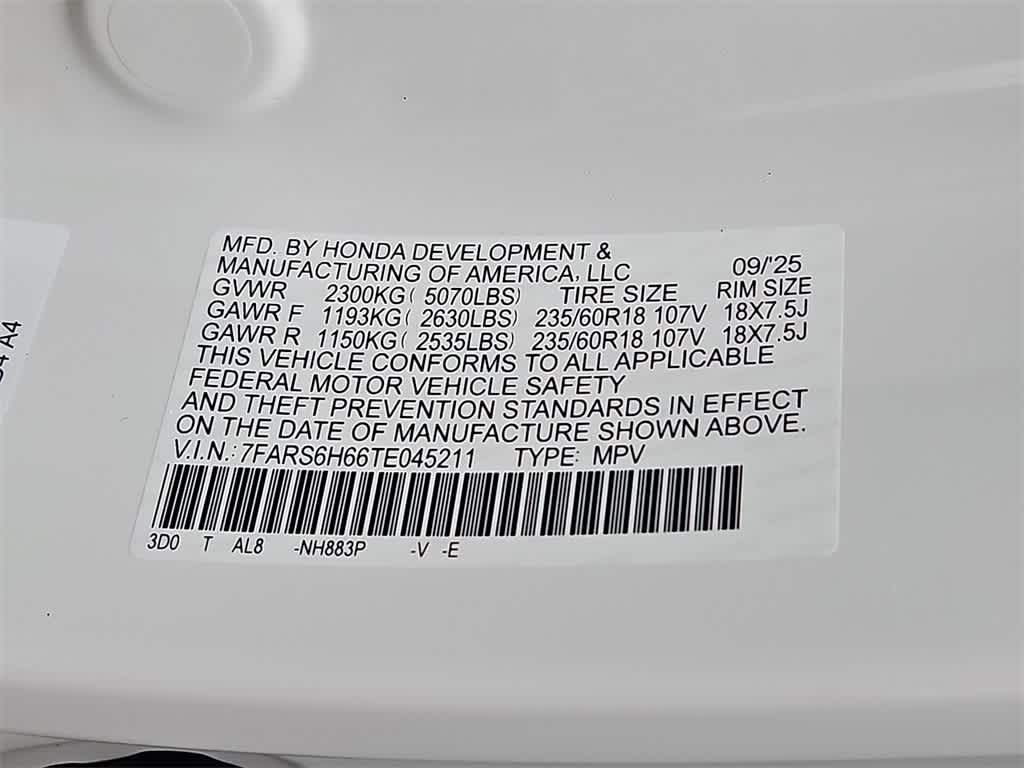 MFD. BY HONDA DEVELOPMENT &
MANUFACTURING OF AMERICA, LLC 09/'25
GVWR 2300KG( 5070LBS) TIRE SIZE RIM SIZE
GAWR F 1193KG( 2630LBS) 235/60R18 107V 18X7.5J
GAWR R 1150KG( 2535LBS) 235/60R18 107V 18X7.5J
THIS VEHICLE CONFORMS TO ALL APPLICABLE
FEDERAL MOTOR VEHICLE SAFETY
AND THEFT PREVENTION STANDARDS IN EFFECT
ON THE DATE OF MANUFACTURE SHOWN ABOVE.
V.I.N.: 7FARS6H66TE045211 TYPE: MPV
3D0 T AL8 -NH883P -V -E
A4